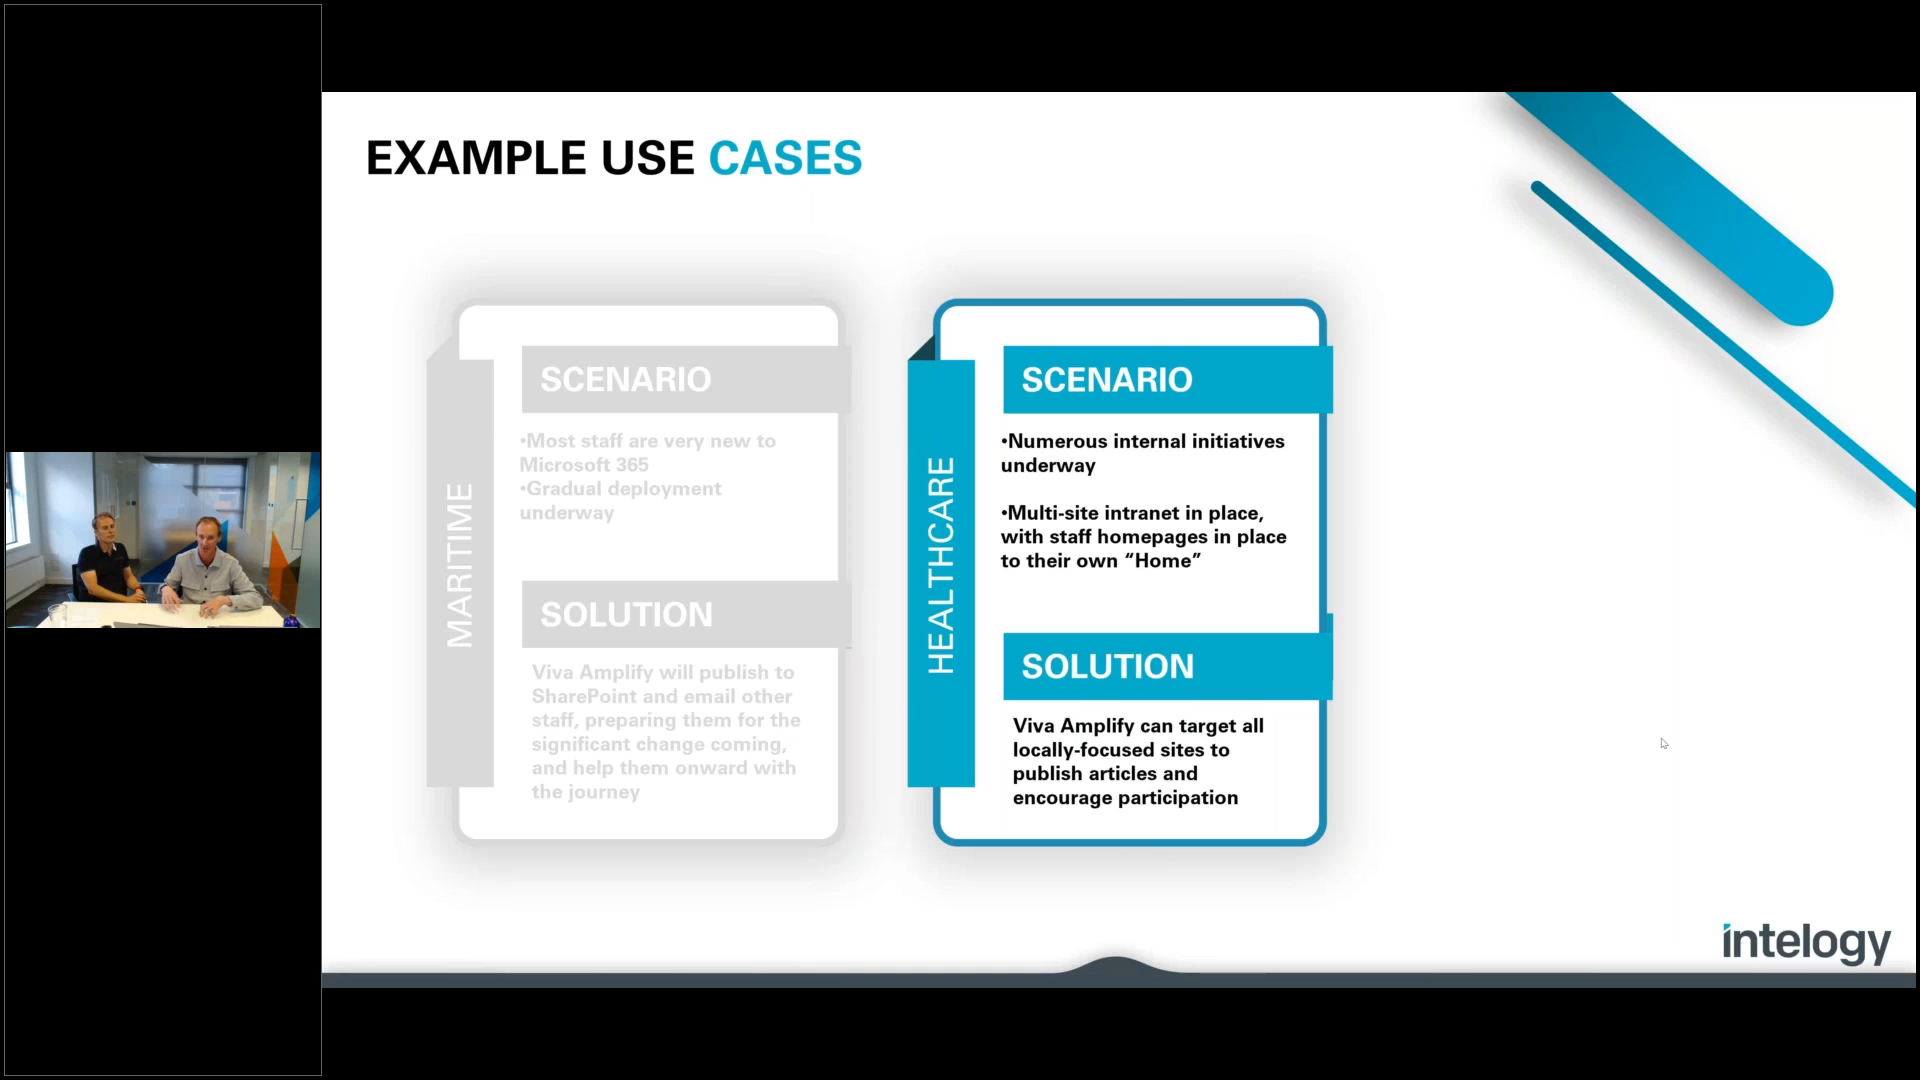 EXAMPLE USE CASES
MARITIME
SCENARIO
•Most staff are very new to
Microsoft 365
•Gradual deployment
underway
SOLUTION
Viva Amplify will publish to
SharePoint and email other
staff, preparing them for the
significant change coming,
and help them onward with
the journey
HEALTHCARE
SCENARIO
•Numerous internal initiatives
underway
•Multi-site intranet in place,
with staff homepages in place
to their own “Home”
SOLUTION
Viva Amplify can target all
locally-focused sites to
publish articles and
encourage participation
intelogy